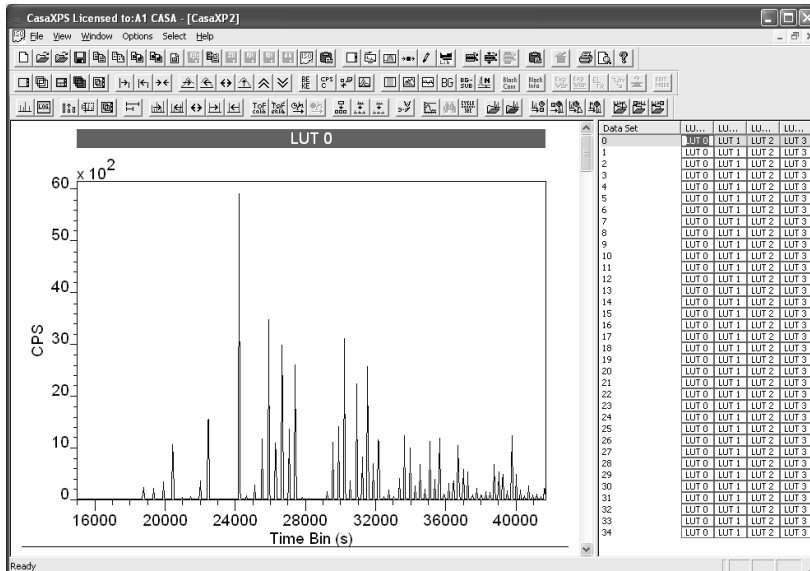 CasaXPS Licensed to:A1 CASA - [CasaXP2]
File View Window Options Select Help
LUT 0
x 10²
60
50
40
30
20
10
0
CPS
16000 20000 24000 28000 32000 36000 40000
Time Bin (s)
Data Set LU... LU... LU... LU...
0 LUT 0 LUT 1 LUT 2 LUT 3
1 LUT 0 LUT 1 LUT 2 LUT 3
2 LUT 0 LUT 1 LUT 2 LUT 3
3 LUT 0 LUT 1 LUT 2 LUT 3
4 LUT 0 LUT 1 LUT 2 LUT 3
5 LUT 0 LUT 1 LUT 2 LUT 3
6 LUT 0 LUT 1 LUT 2 LUT 3
7 LUT 0 LUT 1 LUT 2 LUT 3
8 LUT 0 LUT 1 LUT 2 LUT 3
9 LUT 0 LUT 1 LUT 2 LUT 3
10 LUT 0 LUT 1 LUT 2 LUT 3
11 LUT 0 LUT 1 LUT 2 LUT 3
12 LUT 0 LUT 1 LUT 2 LUT 3
13 LUT 0 LUT 1 LUT 2 LUT 3
14 LUT 0 LUT 1 LUT 2 LUT 3
15 LUT 0 LUT 1 LUT 2 LUT 3
16 LUT 0 LUT 1 LUT 2 LUT 3
17 LUT 0 LUT 1 LUT 2 LUT 3
18 LUT 0 LUT 1 LUT 2 LUT 3
19 LUT 0 LUT 1 LUT 2 LUT 3
20 LUT 0 LUT 1 LUT 2 LUT 3
21 LUT 0 LUT 1 LUT 2 LUT 3
22 LUT 0 LUT 1 LUT 2 LUT 3
23 LUT 0 LUT 1 LUT 2 LUT 3
24 LUT 0 LUT 1 LUT 2 LUT 3
25 LUT 0 LUT 1 LUT 2 LUT 3
26 LUT 0 LUT 1 LUT 2 LUT 3
27 LUT 0 LUT 1 LUT 2 LUT 3
28 LUT 0 LUT 1 LUT 2 LUT 3
29 LUT 0 LUT 1 LUT 2 LUT 3
30 LUT 0 LUT 1 LUT 2 LUT 3
31 LUT 0 LUT 1 LUT 2 LUT 3
32 LUT 0 LUT 1 LUT 2 LUT 3
33 LUT 0 LUT 1 LUT 2 LUT 3
34 LUT 0 LUT 1 LUT 2 LUT 3
Ready